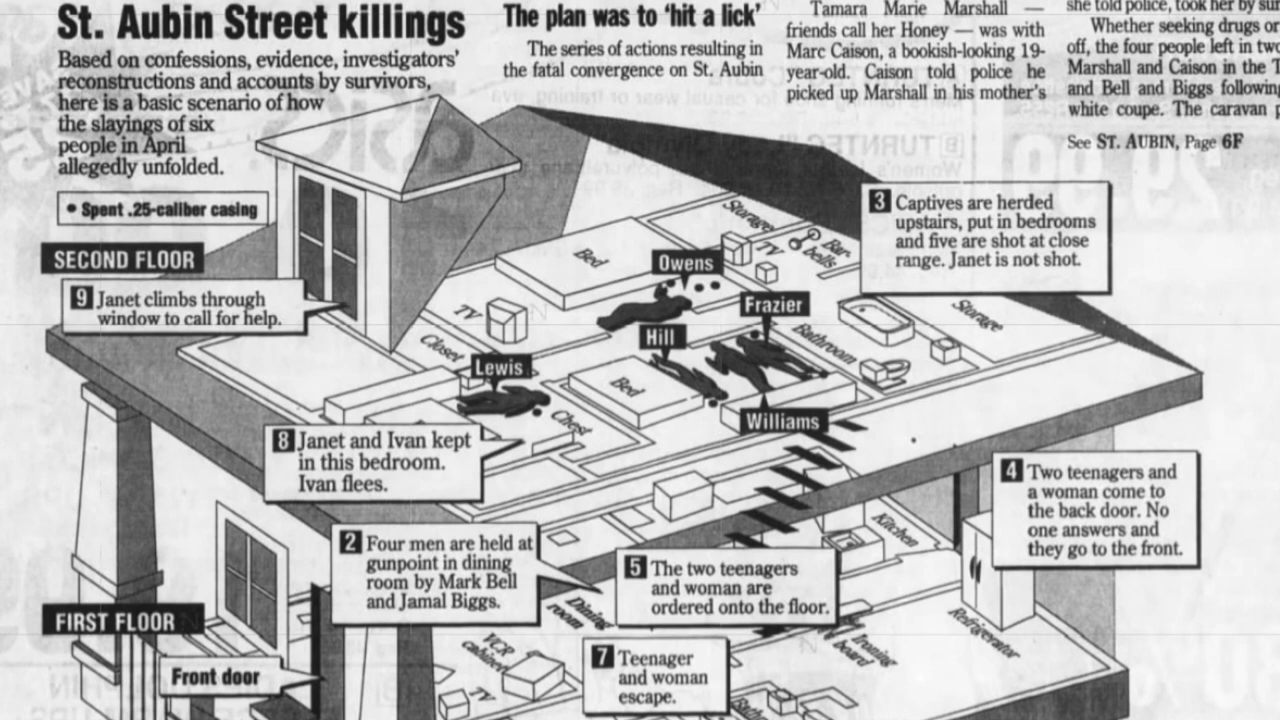 St. Aubin Street killings
Based on confessions, evidence, investigators'
reconstructions and accounts by survivors,
here is a basic scenario of how
the slayings of six
people in April
allegedly unfolded.
• Spent .25-caliber casing
The plan was to 'hit a lick'
The series of actions resulting in
the fatal convergence on St. Aubin
Tamara Marie Marshall —
friends call her Honey — was with
Marc Caison, a bookish-looking 19-
year-old. Caison told police he
picked up Marshall in his mother's
she told police, took her by
Whether seeking drugs or
off, the four people left in two
Marshall and Caison in the
and Bell and Biggs following
white coupe. The caravan
See ST. AUBIN, Page 6F
SECOND FLOOR
9 Janet climbs through
window to call for help.
3 Captives are herded
upstairs, put in bedrooms
and five are shot at close
range. Janet is not shot.
Storage
TV
Bar-
bells
Bed
Owens
Frazier
Storage
TV
Hill
Bathroom
Closet
Lewis
Bed
Chest
Williams
8 Janet and Ivan kept
in this bedroom.
Ivan flees.
4 Two teenagers and
a woman come to
the back door. No
one answers and
they go to the front.
Kitchen
2 Four men are held at
gunpoint in dining
room by Mark Bell
and Jamal Biggs.
5 The two teenagers
and woman are
ordered onto the floor.
Dining
room
FIRST FLOOR
Ironing
board
Refrigerator
VCR
cabinet
7 Teenager
and woman
escape.
Front door
TV